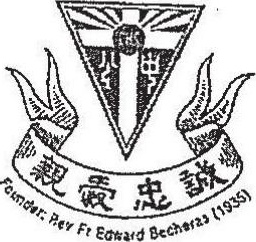 親愛忠誠
Founder: Rev Fr Edward Becheras (1935)